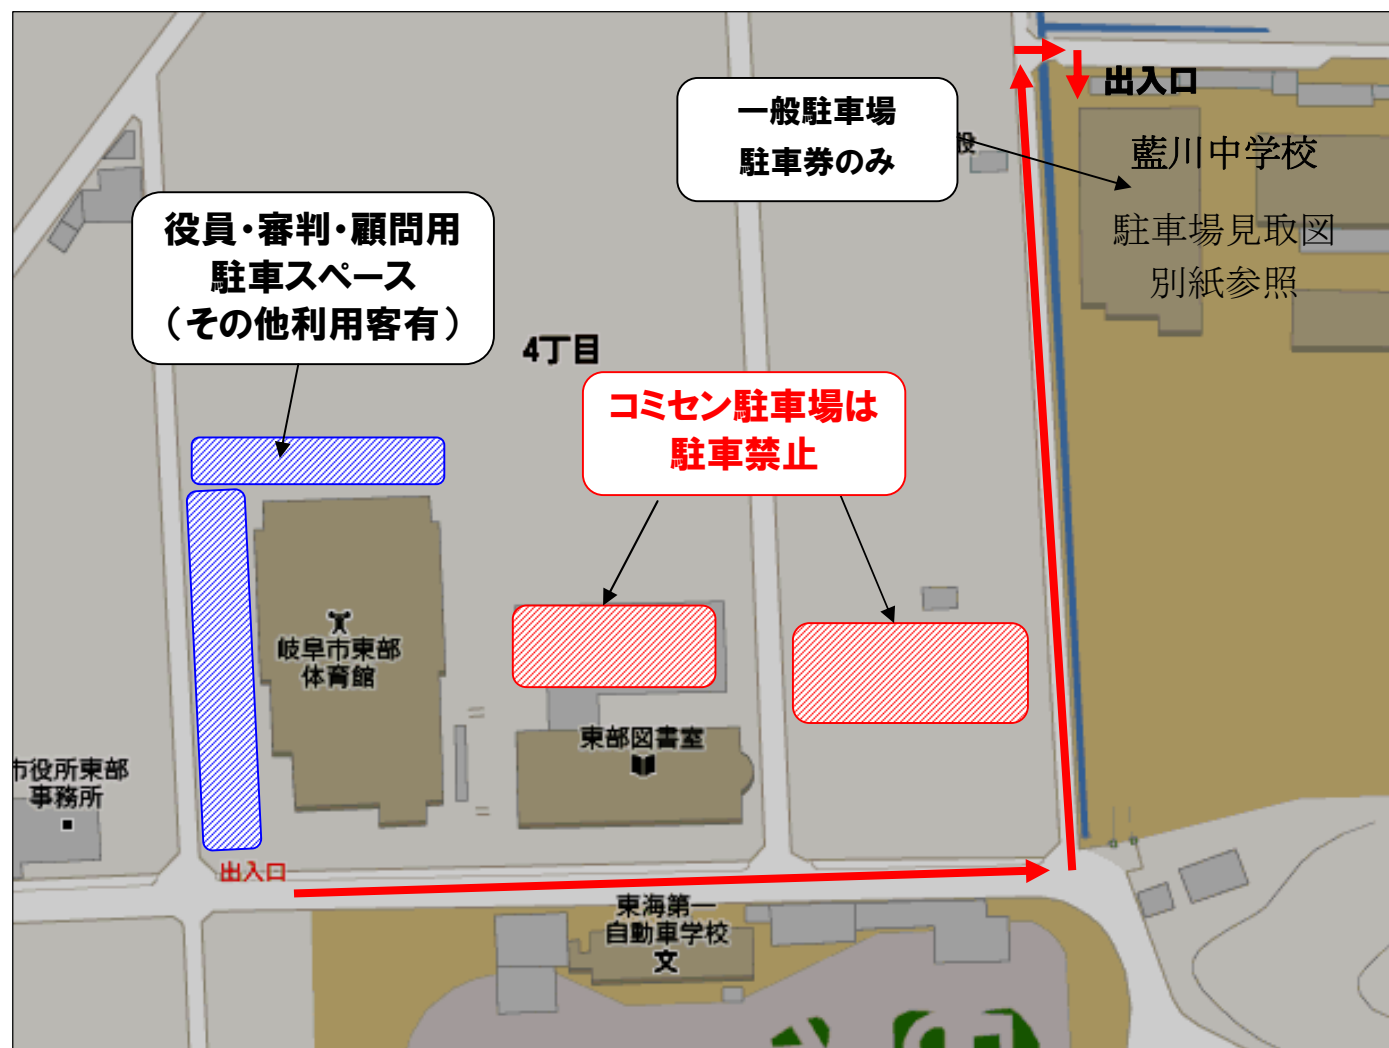 出入口
一般駐車場
駐車券のみ
役
藍川中学校
駐車場見取図
別紙参照
役員・審判・顧問用
駐車スペース
（その他利用客有）
4丁目
コミセン駐車場は
駐車禁止
岐阜市東部
体育館
東部図書室
市役所東部
事務所
出入口
東海第一
自動車学校
文